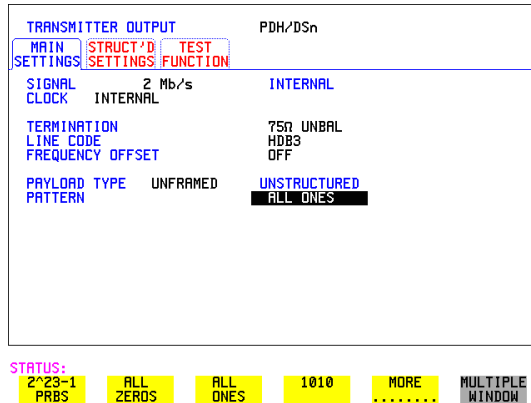 TRANSMITTER OUTPUT PDH/DSn
MAIN SETTINGS STRUCT'D SETTINGS TEST FUNCTION
SIGNAL 2 Mb/s INTERNAL
CLOCK INTERNAL
TERMINATION 75Ω UNBAL
LINE CODE HDB3
FREQUENCY OFFSET OFF
PAYLOAD TYPE UNFRAMED UNSTRUCTURED
PATTERN ALL ONES
STATUS:
2^23-1 ALL ALL 1010 MORE MULTIPLE
PRBS ZEROS ONES ........ WINDOW